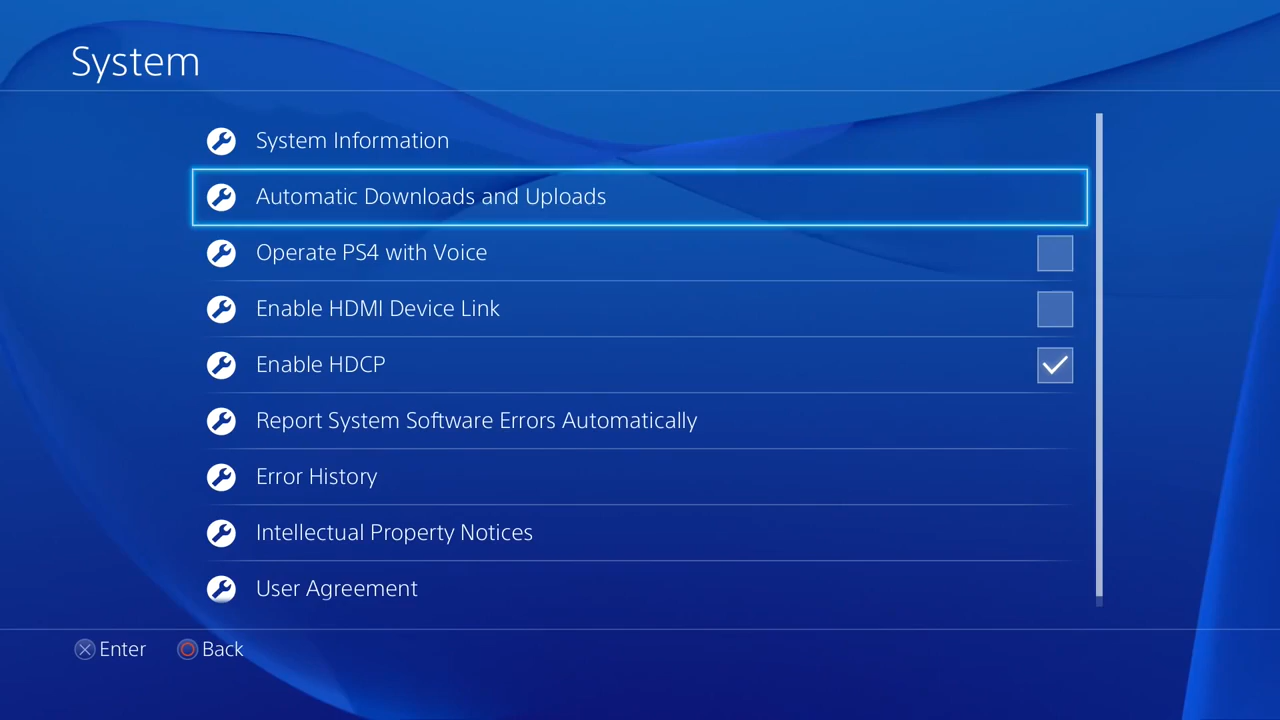 System
System Information
Automatic Downloads and Uploads
Operate PS4 with Voice
Enable HDMI Device Link
Enable HDCP
Report System Software Errors Automatically
Error History
Intellectual Property Notices
User Agreement
Enter Back